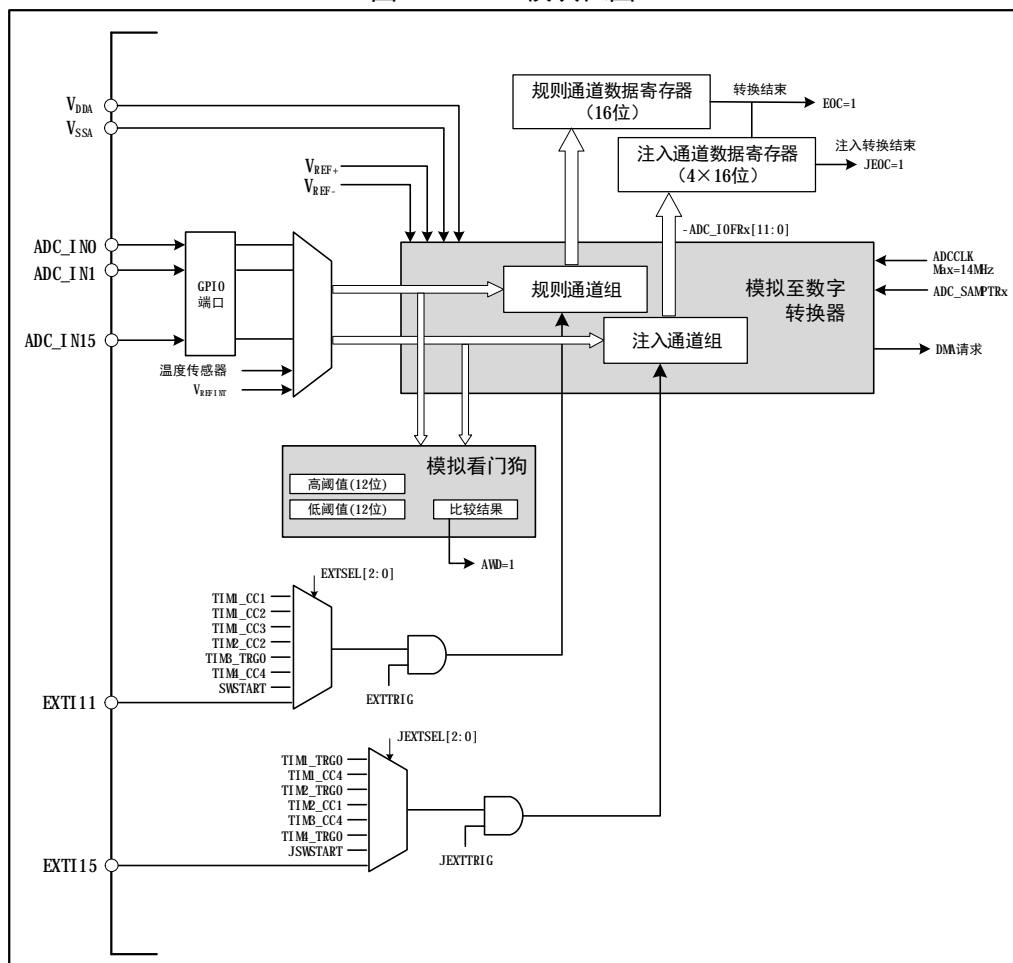 V_DDA
V_SSA
V_REF+
V_REF-
规则通道数据寄存器
(16位)
转换结束
EOC=1
注入通道数据寄存器
(4×16位)
注入转换结束
JEOC=1
-ADC_IOFRx[11:0]
ADC_IN0
ADC_IN1
ADC_IN15
GPIO
端口
温度传感器
V_REFINT
规则通道组
注入通道组
模拟至数字
转换器
ADCCLK
Max=14MHz
ADC_SAMPTRx
DMA请求
模拟看门狗
高阈值(12位)
低阈值(12位)
比较结果
AWD=1
EXTSEL[2:0]
TIM1_CC1
TIM1_CC2
TIM1_CC3
TIM2_CC2
TIM3_TRGO
TIM4_CC4
SWSTART
EXTI11
EXTTRIG
JEXTSEL[2:0]
TIM1_TRGO
TIM1_CC4
TIM2_TRGO
TIM2_CC1
TIM3_CC4
TIM4_TRGO
JSWSTART
EXTI15
JEXTTRIG